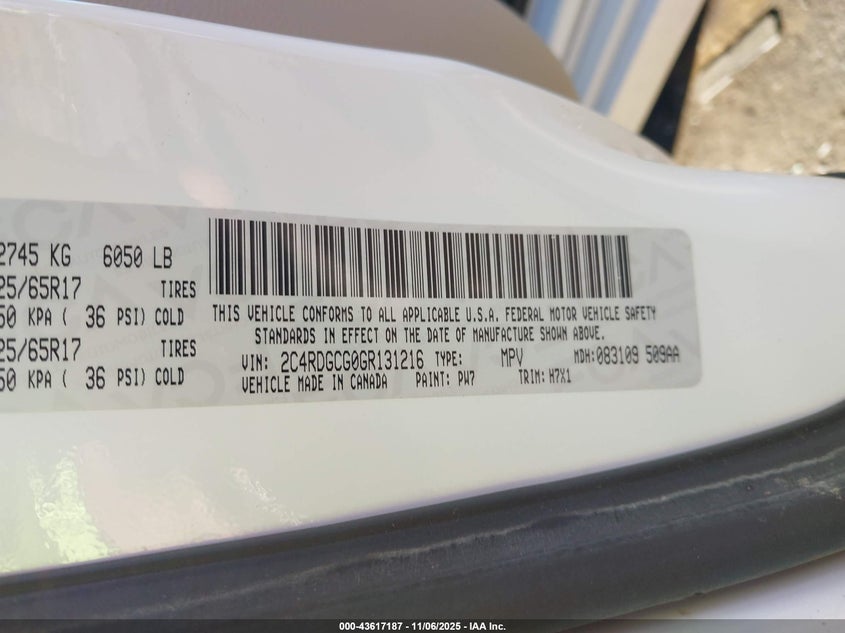 2745 KG 6050 LB
25/65R17 TIRES
50 KPA ( 36 PSI) COLD
25/65R17 TIRES
50 KPA ( 36 PSI) COLD
THIS VEHICLE CONFORMS TO ALL APPLICABLE U.S.A. FEDERAL MOTOR VEHICLE SAFETY
STANDARDS IN EFFECT ON THE DATE OF MANUFACTURE SHOWN ABOVE.
VIN: 2C4RDGCG0GR131216 TYPE: MPV MDH: 083109 509AA
VEHICLE MADE IN CANADA PAINT: PW7 TRIM: H7X1
000-43617187 - 11/06/2025 - IAA Inc.